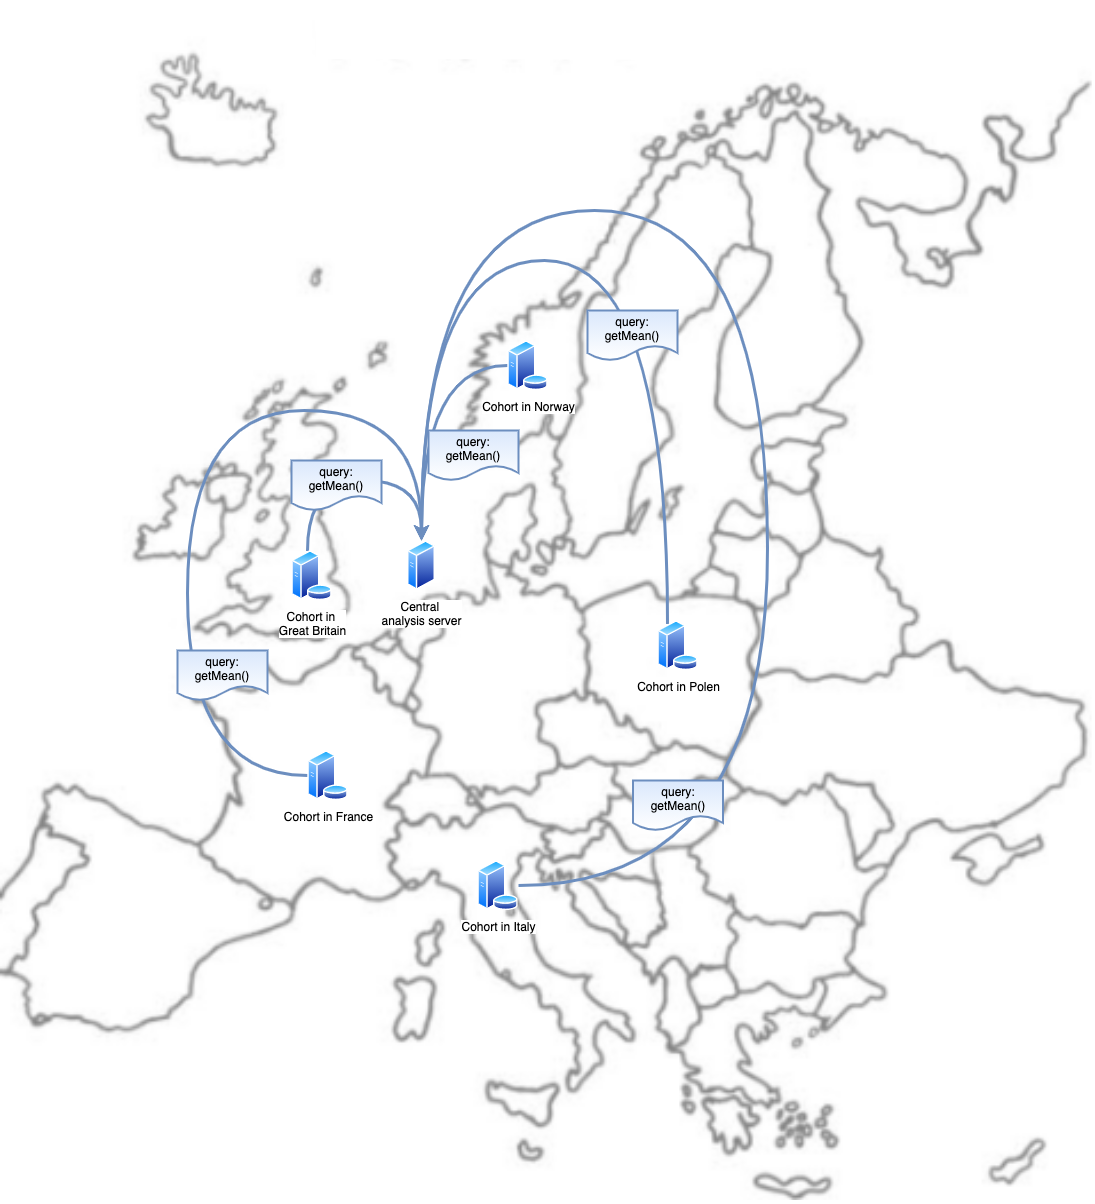 query:
getMean()
Cohort in Norway
query:
getMean()
query:
getMean()
Cohort in
Great Britain
Central
analysis server
query:
getMean()
Cohort in Polen
query:
getMean()
Cohort in France
Cohort in Italy